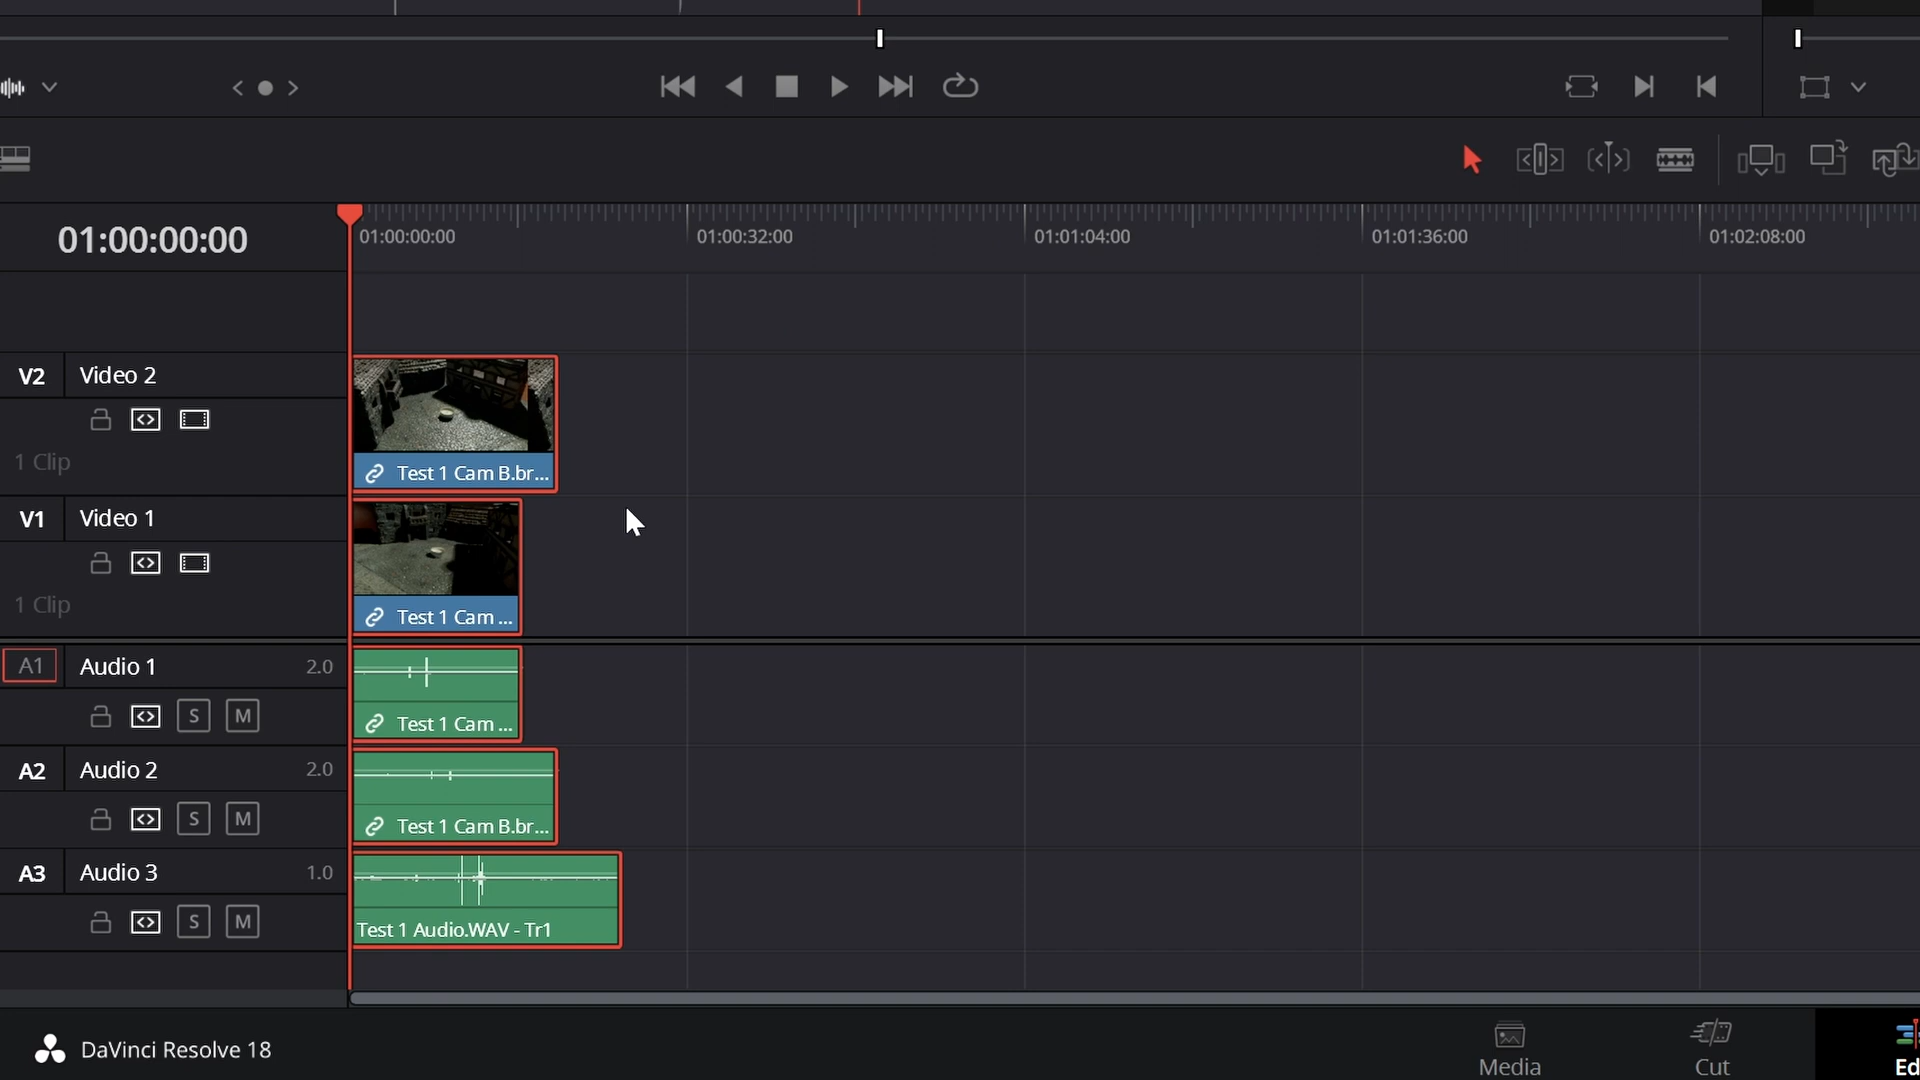 01:00:00:00
01:00:00:00 01:00:32:00 01:01:04:00 01:01:36:00 01:02:08:00
V2 Video 2
1 Clip
Test 1 Cam B.br...
V1 Video 1
1 Clip
Test 1 Cam ...
A1 Audio 1 2.0
S M
Test 1 Cam ...
A2 Audio 2 2.0
S M
Test 1 Cam B.br...
A3 Audio 3 1.0
S M
Test 1 Audio.WAV - Tr1
DaVinci Resolve 18
Media
Cut
Ed